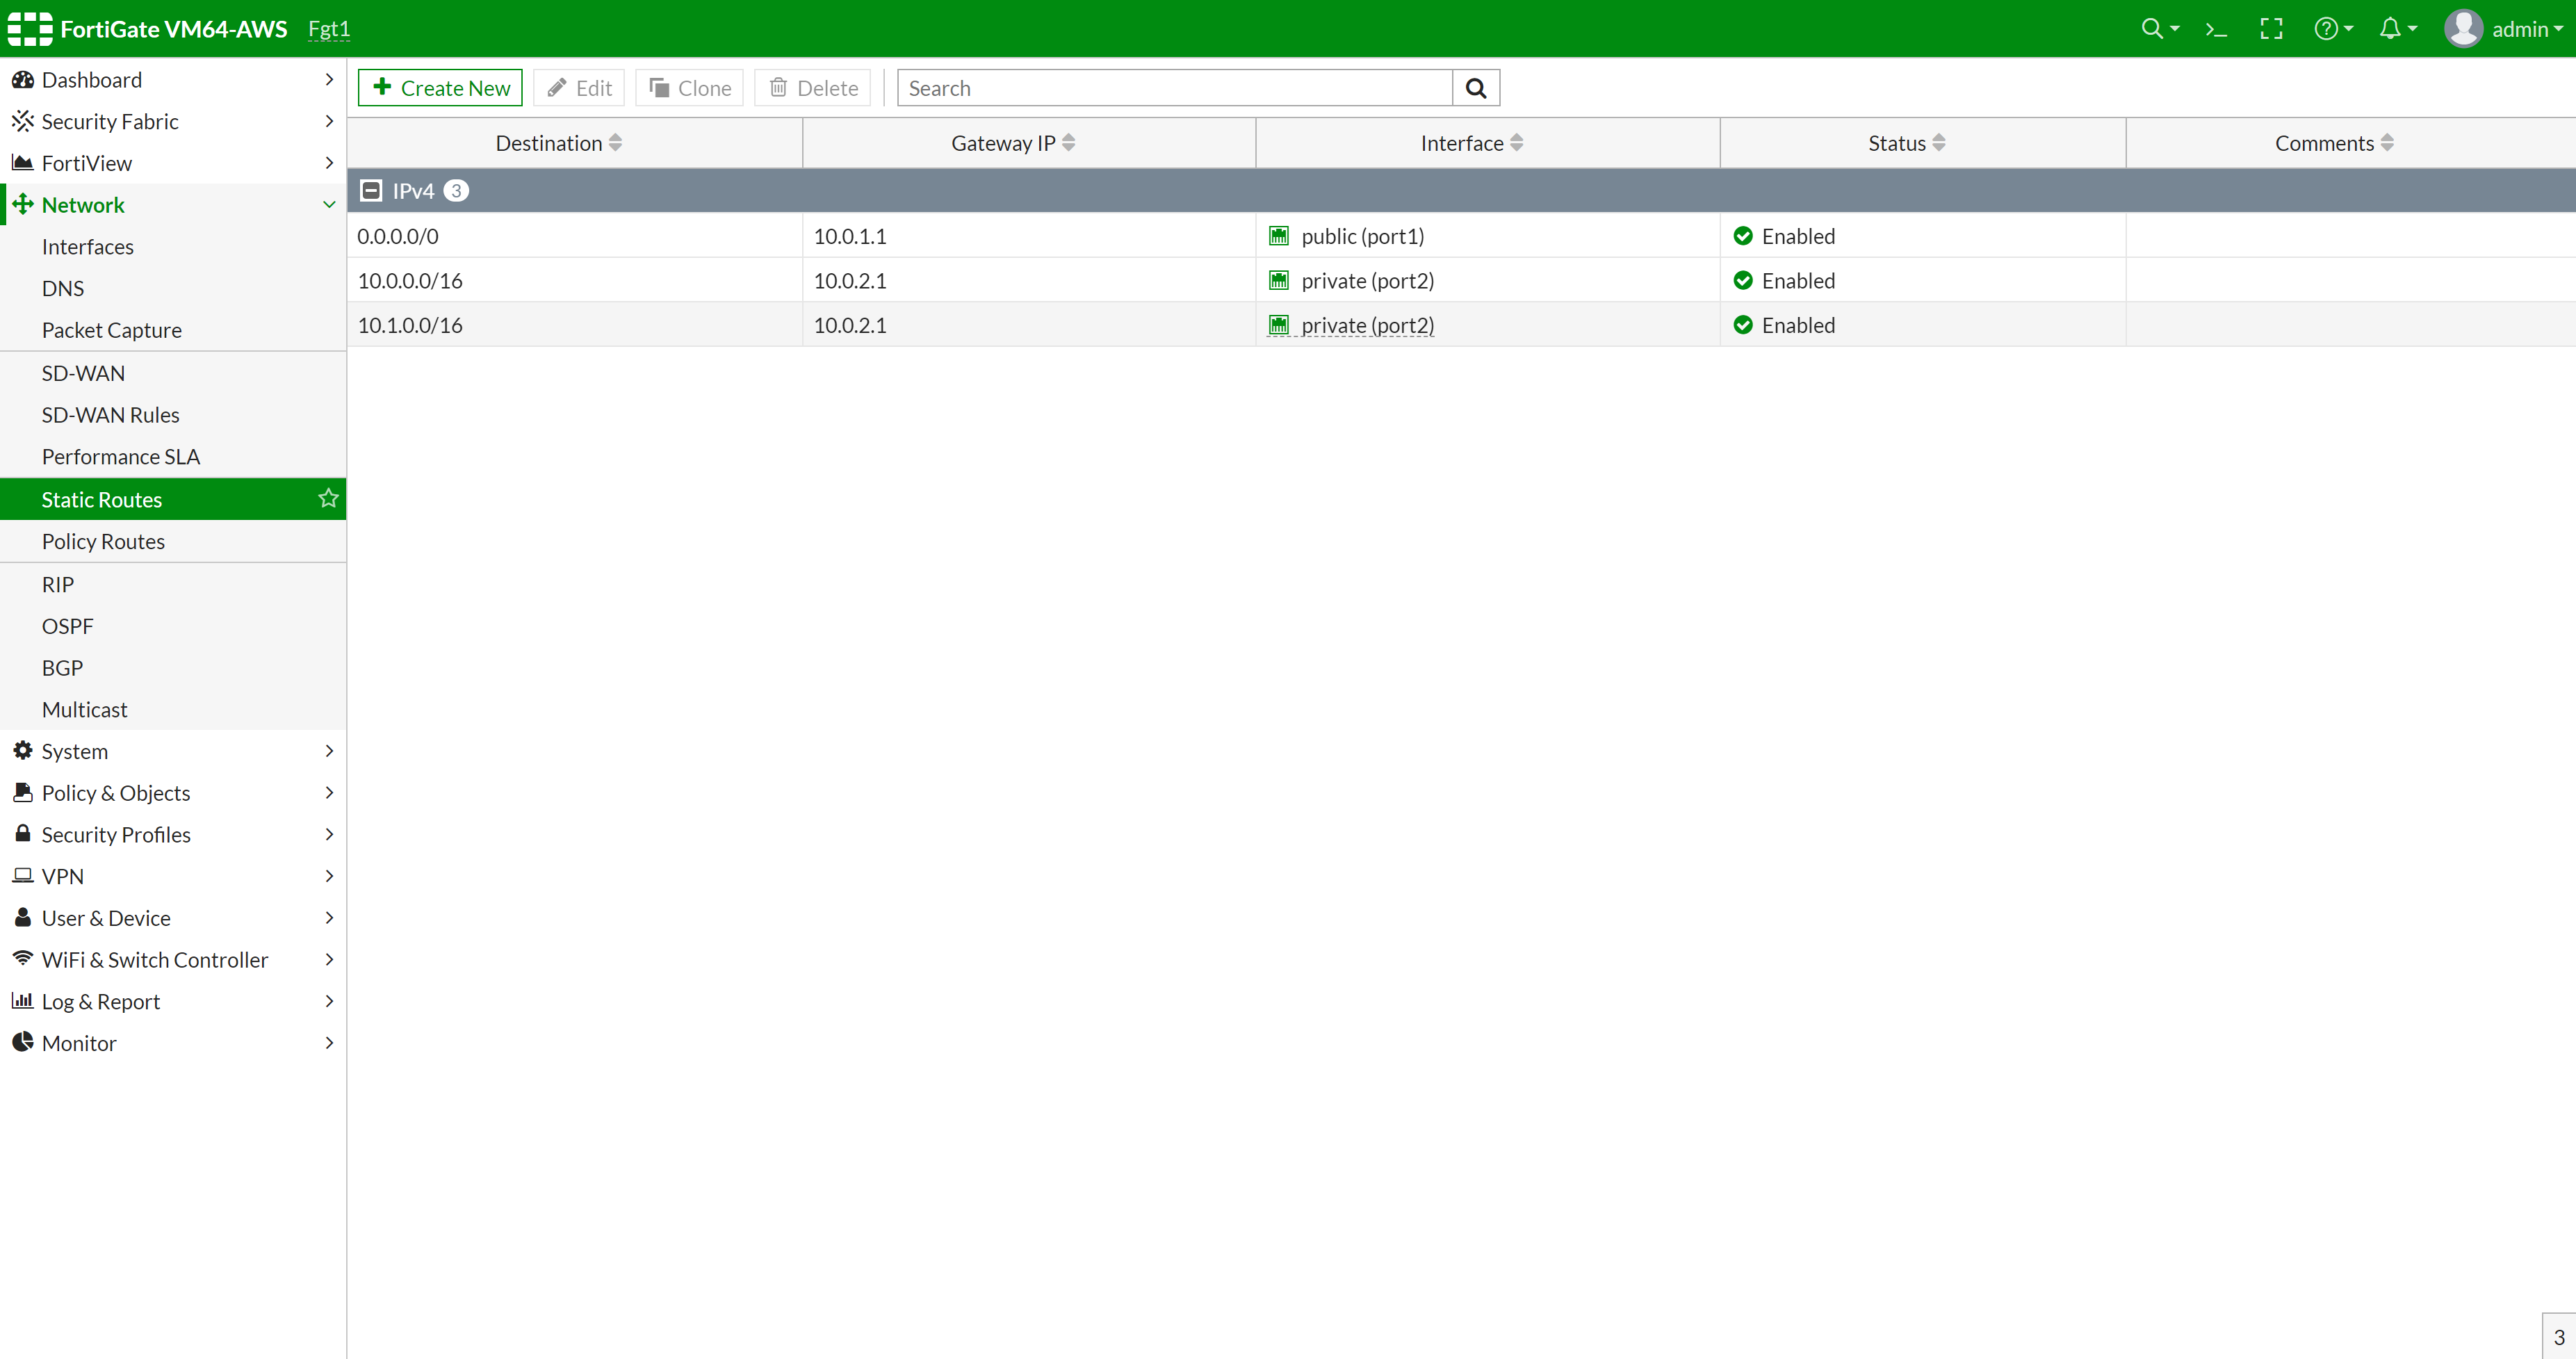 FortiGate VM64-AWS Fgt1 admin
Dashboard
Security Fabric
FortiView
Network
Interfaces
DNS
Packet Capture
SD-WAN
SD-WAN Rules
Performance SLA
Static Routes
Policy Routes
RIP
OSPF
BGP
Multicast
System
Policy & Objects
Security Profiles
VPN
User & Device
WiFi & Switch Controller
Log & Report
Monitor
Create New Edit Clone Delete Search
Destination Gateway IP Interface Status Comments
IPv4 3
0.0.0.0/0 10.0.1.1 public (port1) Enabled
10.0.0.0/16 10.0.2.1 private (port2) Enabled
10.1.0.0/16 10.0.2.1 private (port2) Enabled
3